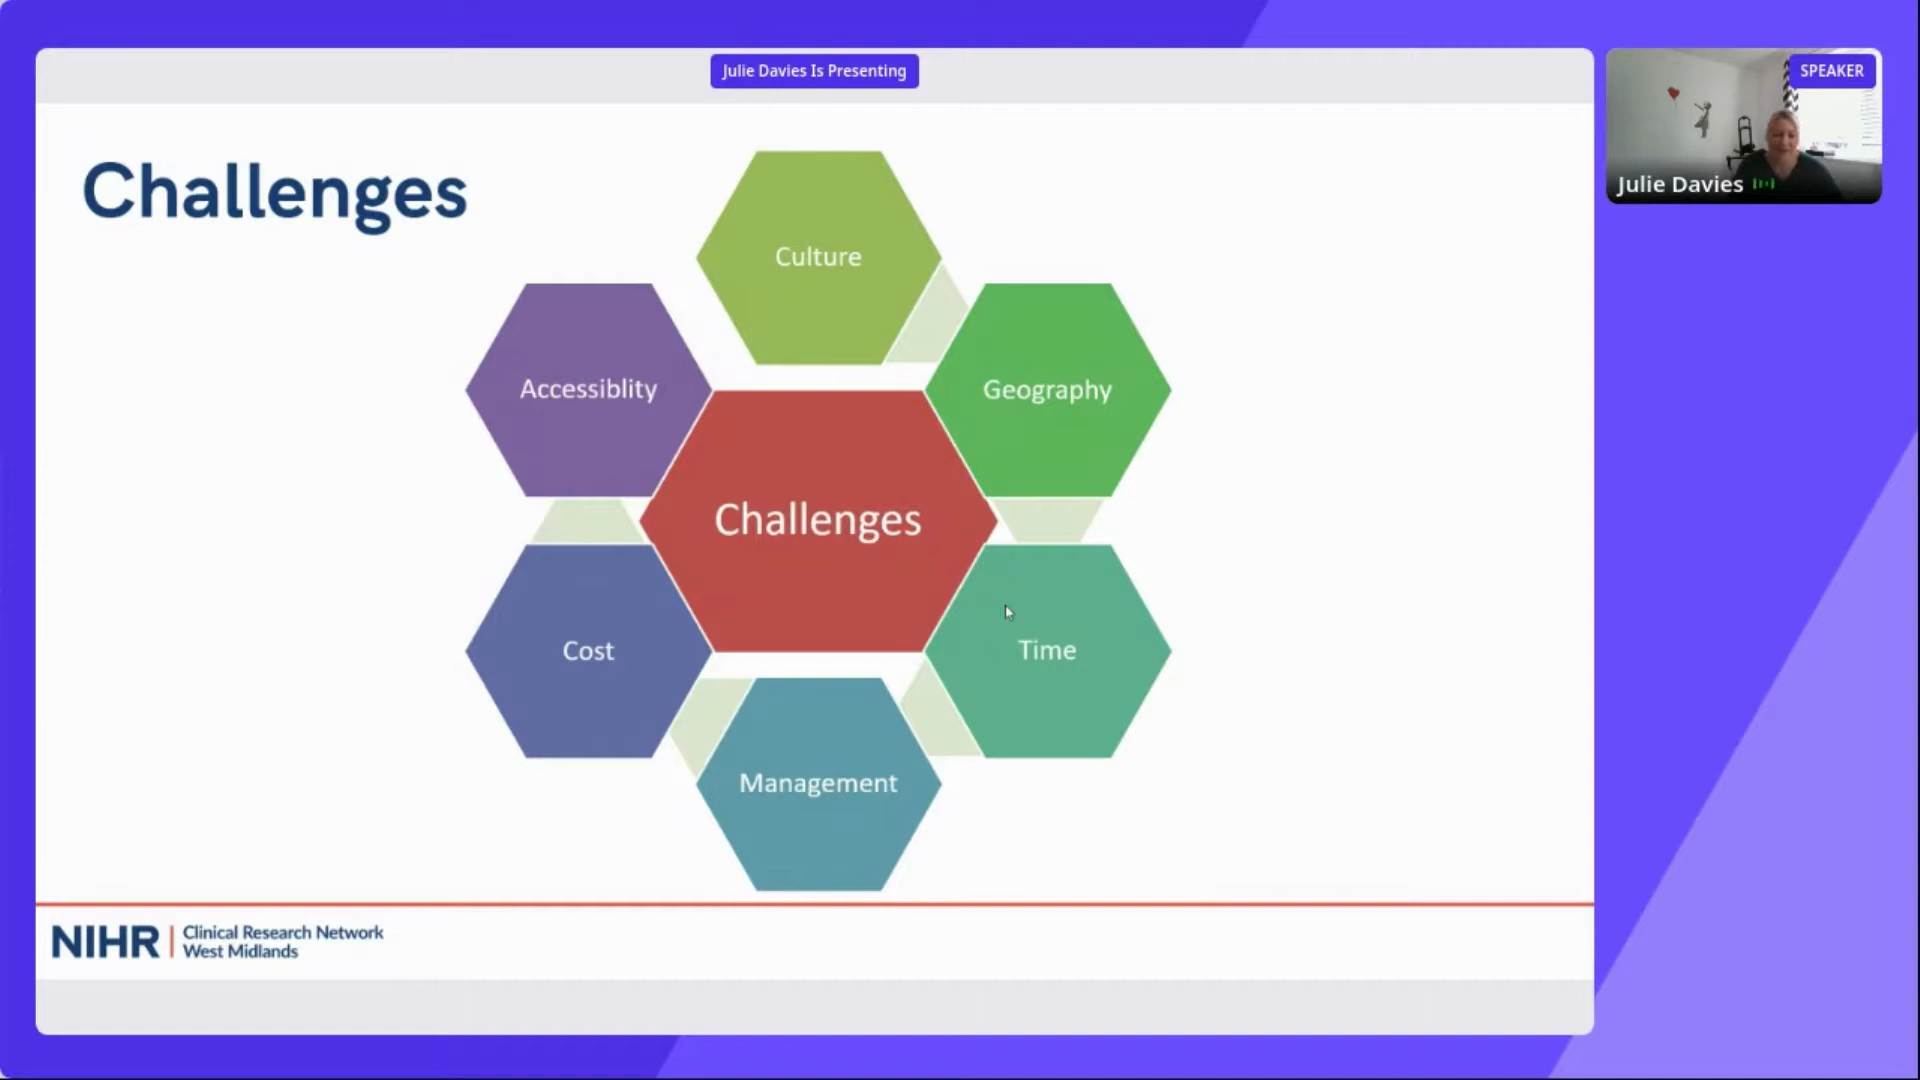 Julie Davies Is Presenting
SPEAKER
Julie Davies
Challenges
Culture
Accessiblity
Geography
Challenges
Cost
Time
Management
NIHR
Clinical Research Network
West Midlands